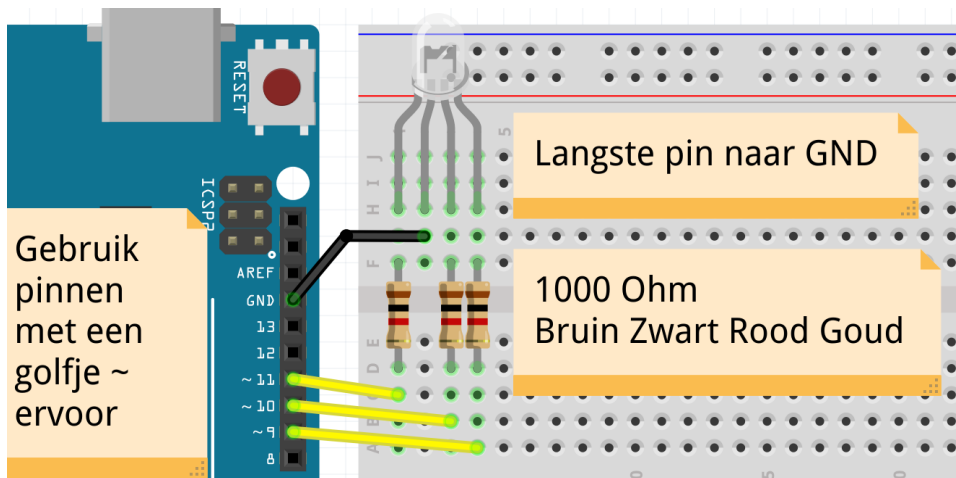 RESET
ICSP2
AREF
GND
13
12
~11
~10
~9
8
Gebruik
pinnen
met een
golfje ~
ervoor
5
J
I
H
F
E
D
C
B
A
Langste pin naar GND
1000 Ohm
Bruin Zwart Rood Goud